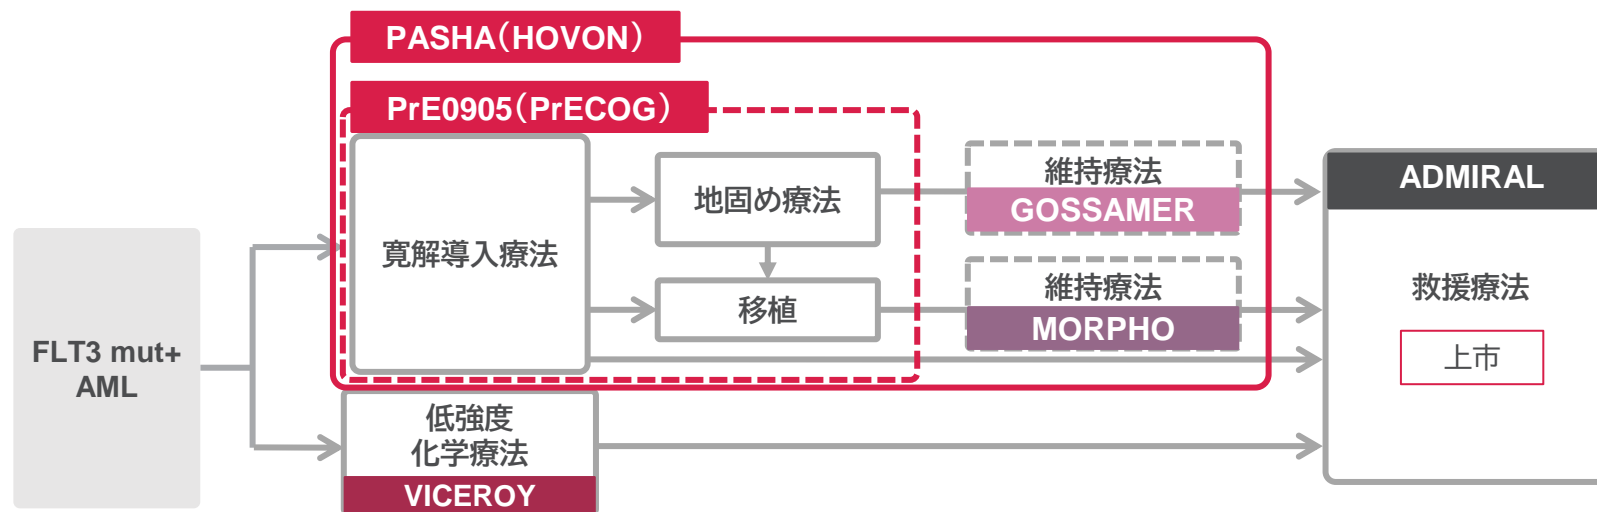 PASHA（HOVON）
PrE0905（PrECOG）
FLT3 mut+
AML
寛解導入療法
地固め療法
移植
維持療法
GOSSAMER
維持療法
MORPHO
低強度
化学療法
VICEROY
ADMIRAL
救援療法
上市